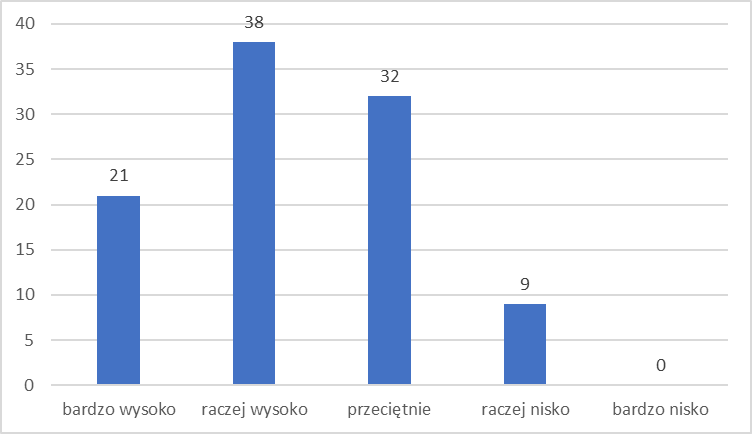 40
35
30
25
20
15
10
5
0
21
38
32
9
0
bardzo wysoko
raczej wysoko
przeciętnie
raczej nisko
bardzo nisko